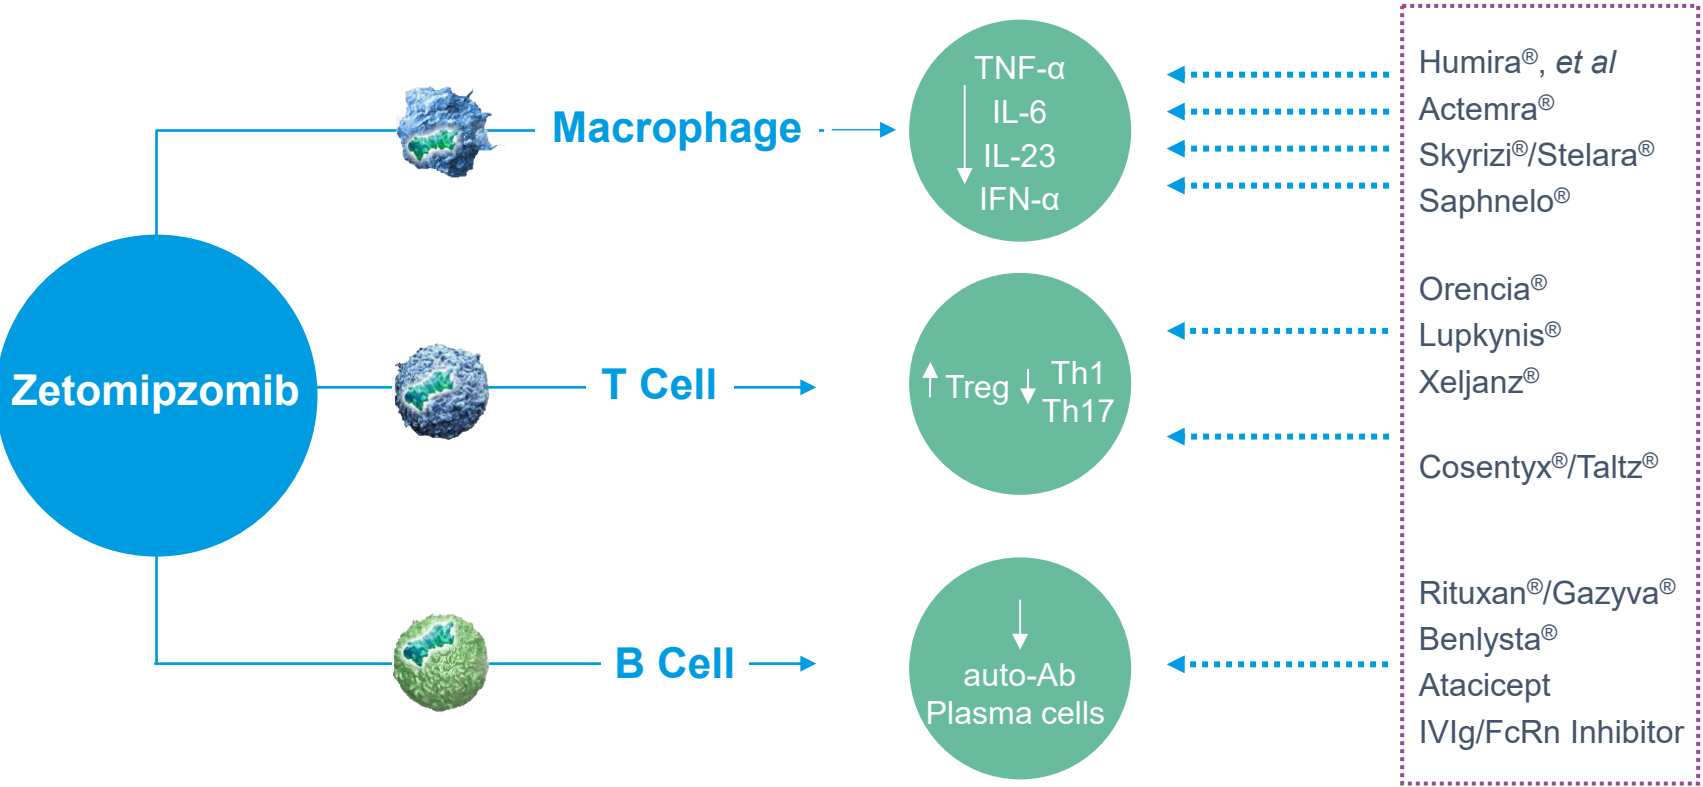 Zetomipzomib
Macrophage
TNF-α
IL-6
IL-23
IFN-α
Humira®, et al
Actemra®
Skyrizi®/Stelara®
Saphnelo®
T Cell
Treg
Th1
Th17
Orencia®
Lupkynis®
Xeljanz®
Cosentyx®/Taltz®
B Cell
auto-Ab
Plasma cells
Rituxan®/Gazyva®
Benlysta®
Atacicept
IVIg/FcRn Inhibitor